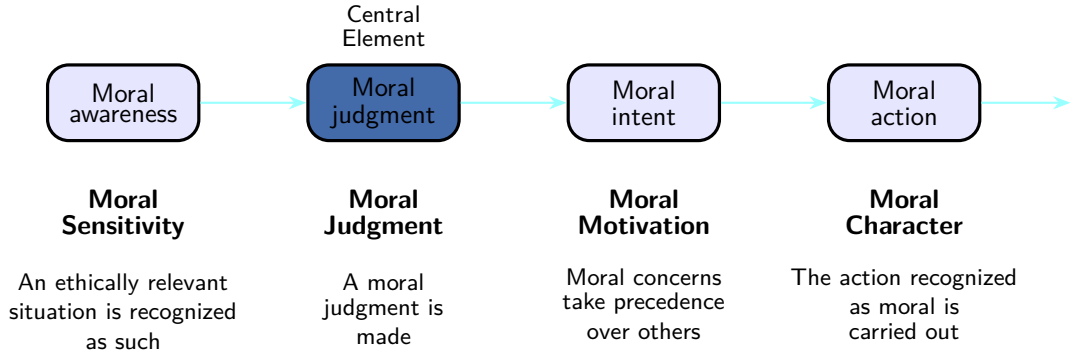 Central
Element
Moral
awareness
Moral
judgment
Moral
intent
Moral
action
Moral
Sensitivity
Moral
Judgment
Moral
Motivation
Moral
Character
An ethically relevant
situation is recognized
as such
A moral
judgment is
made
Moral concerns
take precedence
over others
The action recognized
as moral is
carried out